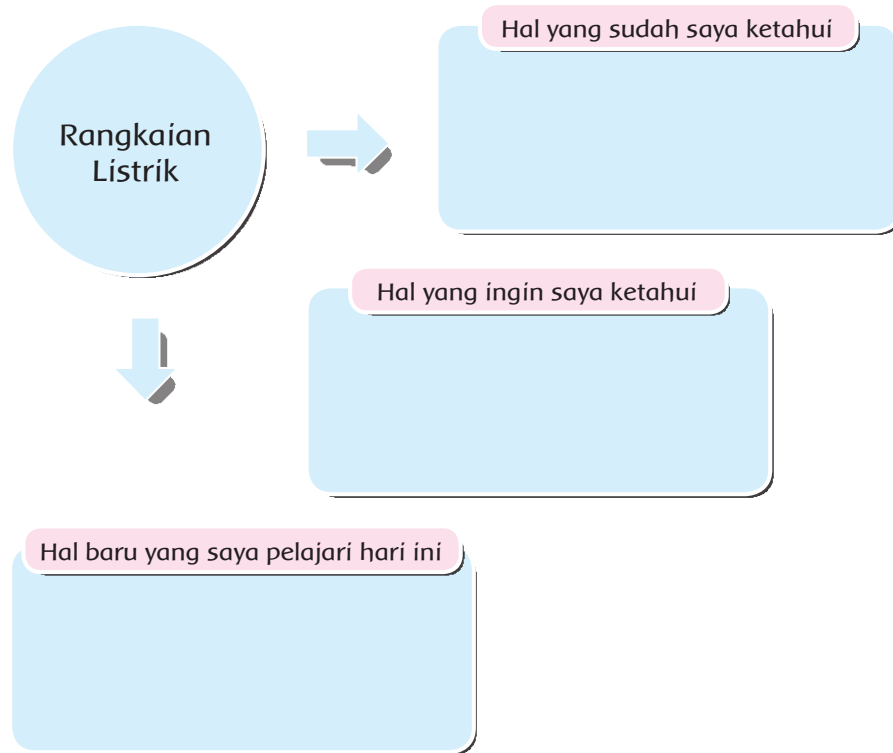 Hal yang sudah saya ketahui
Rangkaian
Listrik
Hal yang ingin saya ketahui
Hal baru yang saya pelajari hari ini